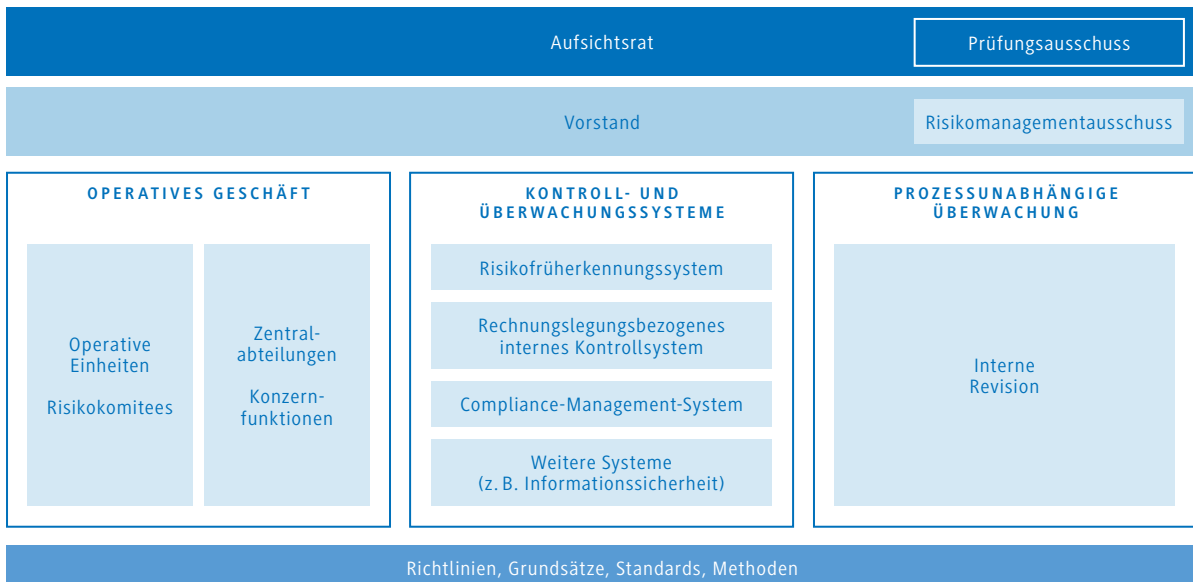 Aufsichtsrat
Prüfungsausschuss
Vorstand
Risikomanagementausschuss
OPERATIVES GESCHÄFT
Operative
Einheiten
Risikokomitees
Zentral-
abteilungen
Konzern-
funktionen
KONTROLL- UND
ÜBERWACHUNGSSYSTEME
Risikofrüherkennungssystem
Rechnungslegungsbezogenes
internes Kontrollsystem
Compliance-Management-System
Weitere Systeme
(z. B. Informationssicherheit)
PROZESSUNABHÄNGIGE
ÜBERWACHUNG
Interne
Revision
Richtlinien, Grundsätze, Standards, Methoden